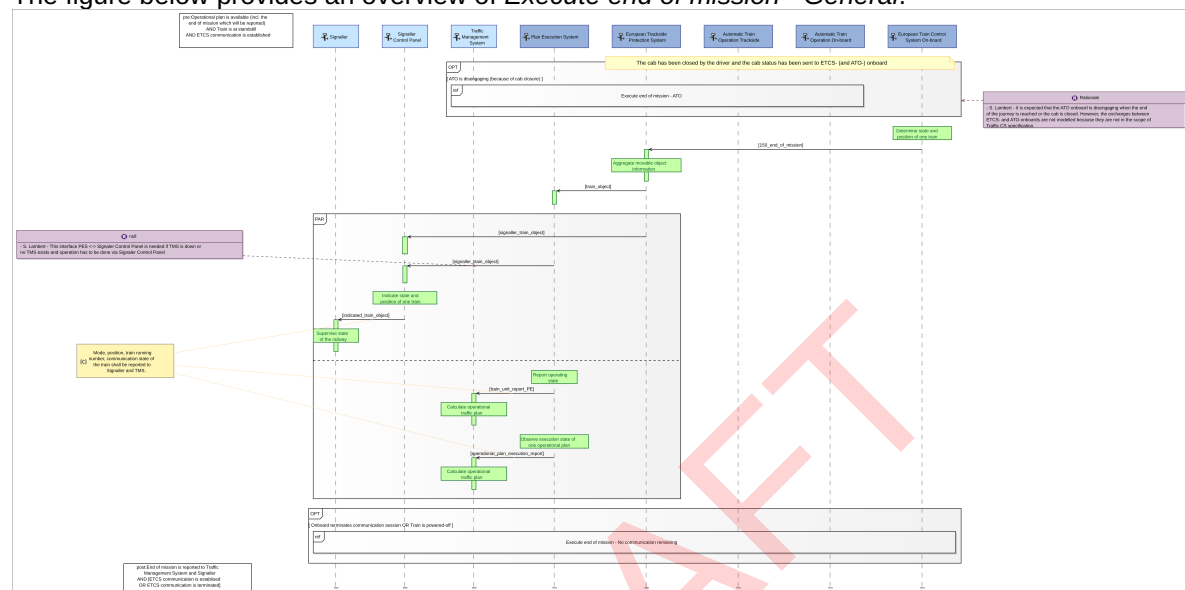 The figure below provides an overview of Execute end of mission - General.
pre:Operational plan is available (incl. the
end of mission which will be reported)
AND Train is at standstill
AND ETCS communication is established
Signaller
Signaller
Control Panel
Traffic
Management
System
Plan Execution System
European Trackside
Protection System
Automatic Train
Operation Trackside
Automatic Train
Operation On-board
European Train Control
System On-board
The cab has been closed by the driver and the cab status has been sent to ETCS- (and ATO-) onboard
OPT
[ ATO is disengaging (because of cab closure) ]
ref
Execute end of mission - ATO
Rationale
- S. Lambert - It is expected that the ATO onboard is disengaging when the end
of the journey is reached or the cab is closed. However, the exchanges between
ETCS- and ATO onboards are not modelled because they are not in the scope of
Traffic CS specification.
Determine state and
position of one train
[150_end_of_mission]
Aggregate movable object
information
[train_object]
PAR
[signaller_train_object]
null
- S. Lambert - This interface PES <-> Signaler Control Panel is needed if TMS is down or
no TMS exists and operation has to be done via Signaler Control Panel
[signaller_train_object]
Indicate state and
position of one train
[indicated_train_object]
Supervise state
of the railway
{c}
Mode, position, train running
number, communication state of
the train shall be reported to
Signaller and TMS.
Report operating
state
[train_unit_report_PE]
Calculate operational
traffic plan
Observe execution state of
one operational plan
[operational_plan_execution_report]
Calculate operational
traffic plan
OPT
[ Onboard terminates communication session OR Train is powered-off ]
ref
Execute end of mission - No communication remaining
post:End of mission is reported to Traffic
Management System and Signaller
AND [ETCS communication is established
OR ETCS communication is terminated]